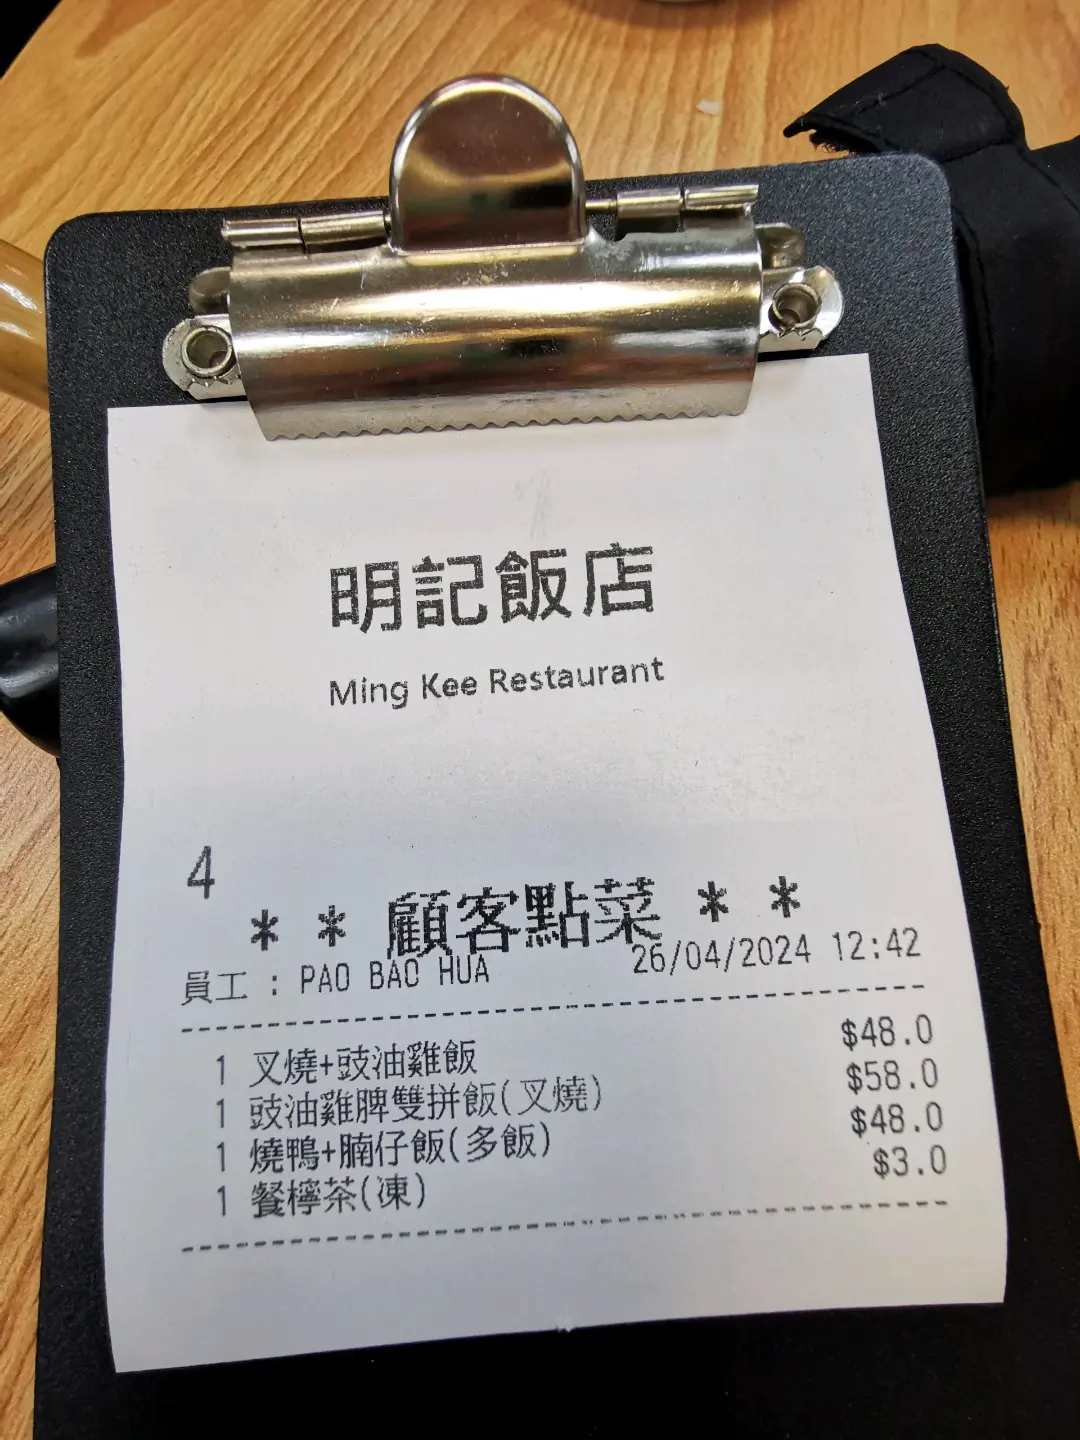 明記飯店
Ming Kee Restaurant
4
* * 顧客點菜 * *
員工 : PAO BAO HUA 26/04/2024 12:42
1 叉燒+豉油雞飯 $48.0
1 豉油雞脾雙拼飯(叉燒) $58.0
1 燒鴨+腩仔飯(多飯) $48.0
1 餐檸茶(凍) $3.0